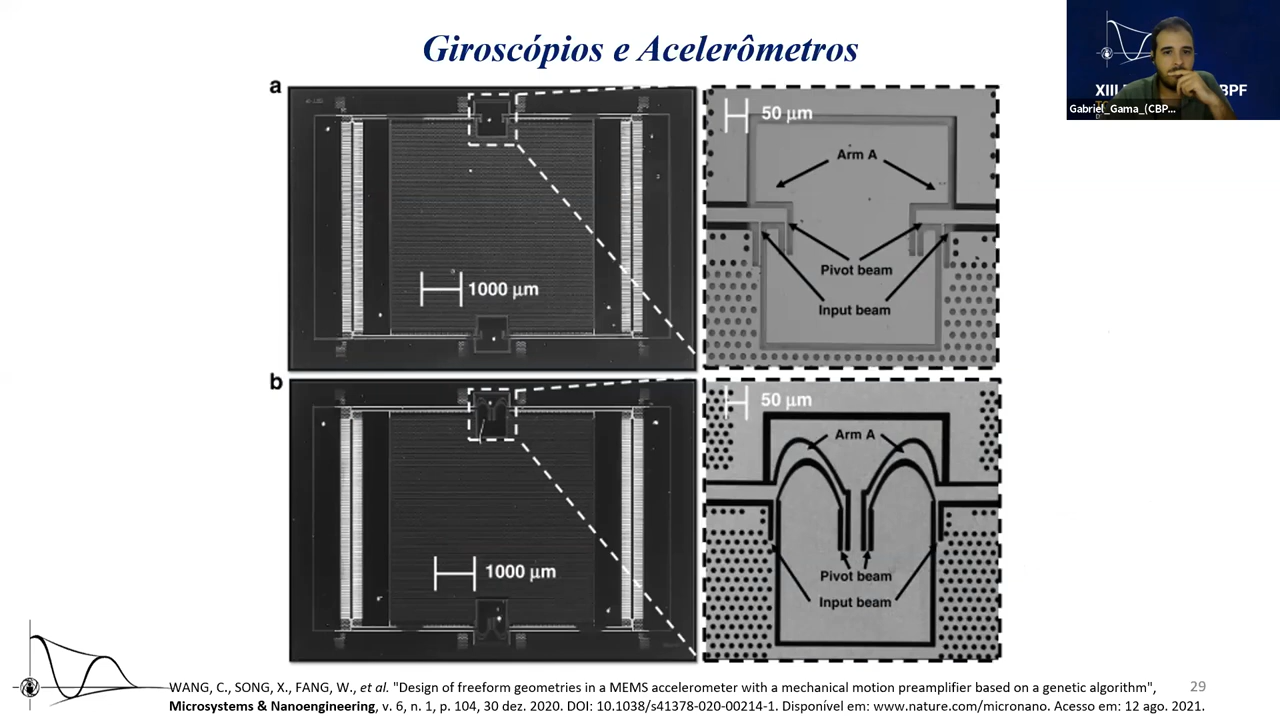 Giroscópios e Acelerômetros
XIII
BPF
Gabriel_Gama_(CBP...
a
1000 μm
50 μm
Arm A
Pivot beam
Input beam
b
1000 μm
50 μm
Arm A
Pivot beam
Input beam
WANG, C., SONG, X., FANG, W., et al. "Design of freeform geometries in a MEMS accelerometer with a mechanical motion preamplifier based on a genetic algorithm",
Microsystems & Nanoengineering, v. 6, n. 1, p. 104, 30 dez. 2020. DOI: 10.1038/s41378-020-00214-1. Disponível em: www.nature.com/micronano. Acesso em: 12 ago. 2021.
29